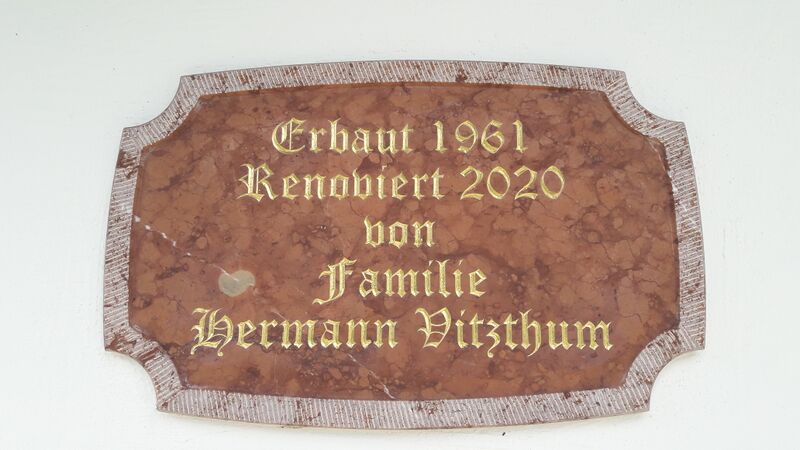 Erbaut 1961
Renoviert 2020
von
Familie
Hermann Vitzthum